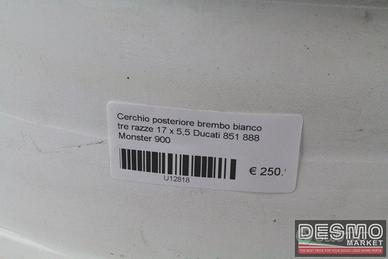 Cerchio posteriore brembo bianco
tre razze 17 x 5,5 Ducati 851 888
Monster 900
€ 250,
U12818
DESMO
MARKET